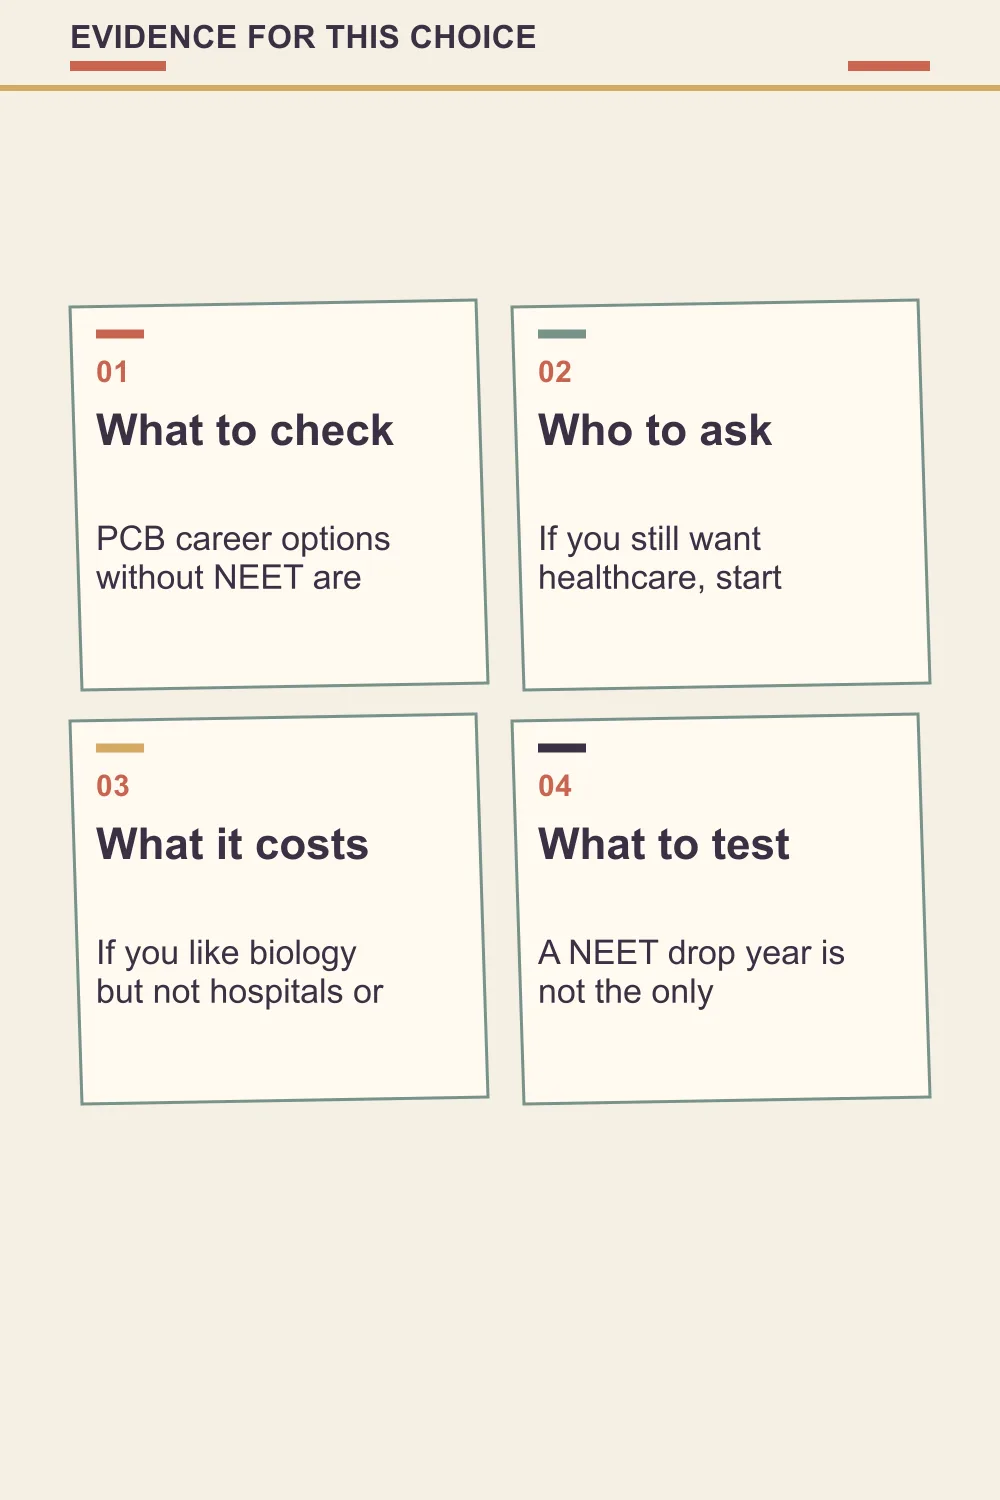 EVIDENCE FOR THIS CHOICE
01
What to check
PCB career options
without NEET are
02
Who to ask
If you still want
healthcare, start
03
What it costs
If you like biology
but not hospitals or
04
What to test
A NEET drop year is
not the only